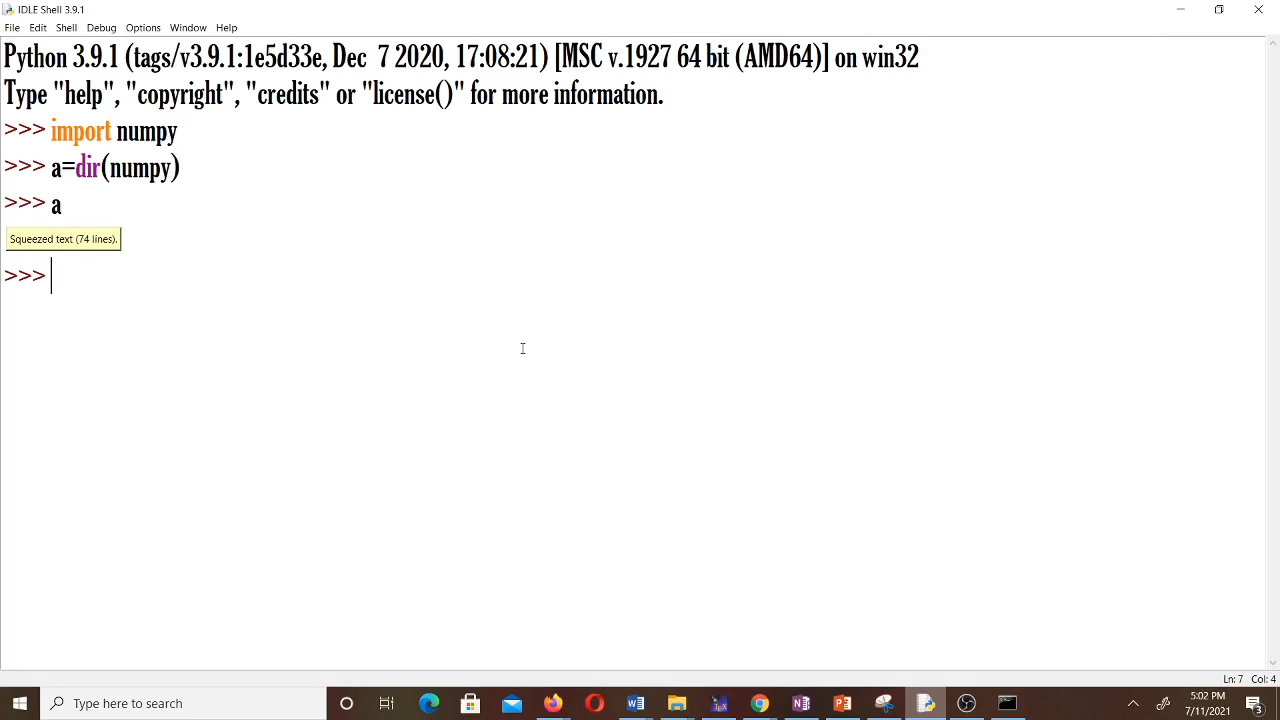 IDLE Shell 3.9.1
File Edit Shell Debug Options Window Help
Python 3.9.1 (tags/v3.9.1:1e5d33e, Dec  7 2020, 17:08:21) [MSC v.1927 64 bit (AMD64)] on win32
Type "help", "copyright", "credits" or "license()" for more information.
>>> import numpy
>>> a=dir(numpy)
>>> a
Squeezed text (74 lines).
>>>
Ln: 7 Col: 4
Type here to search
5:02 PM
7/11/2021
3